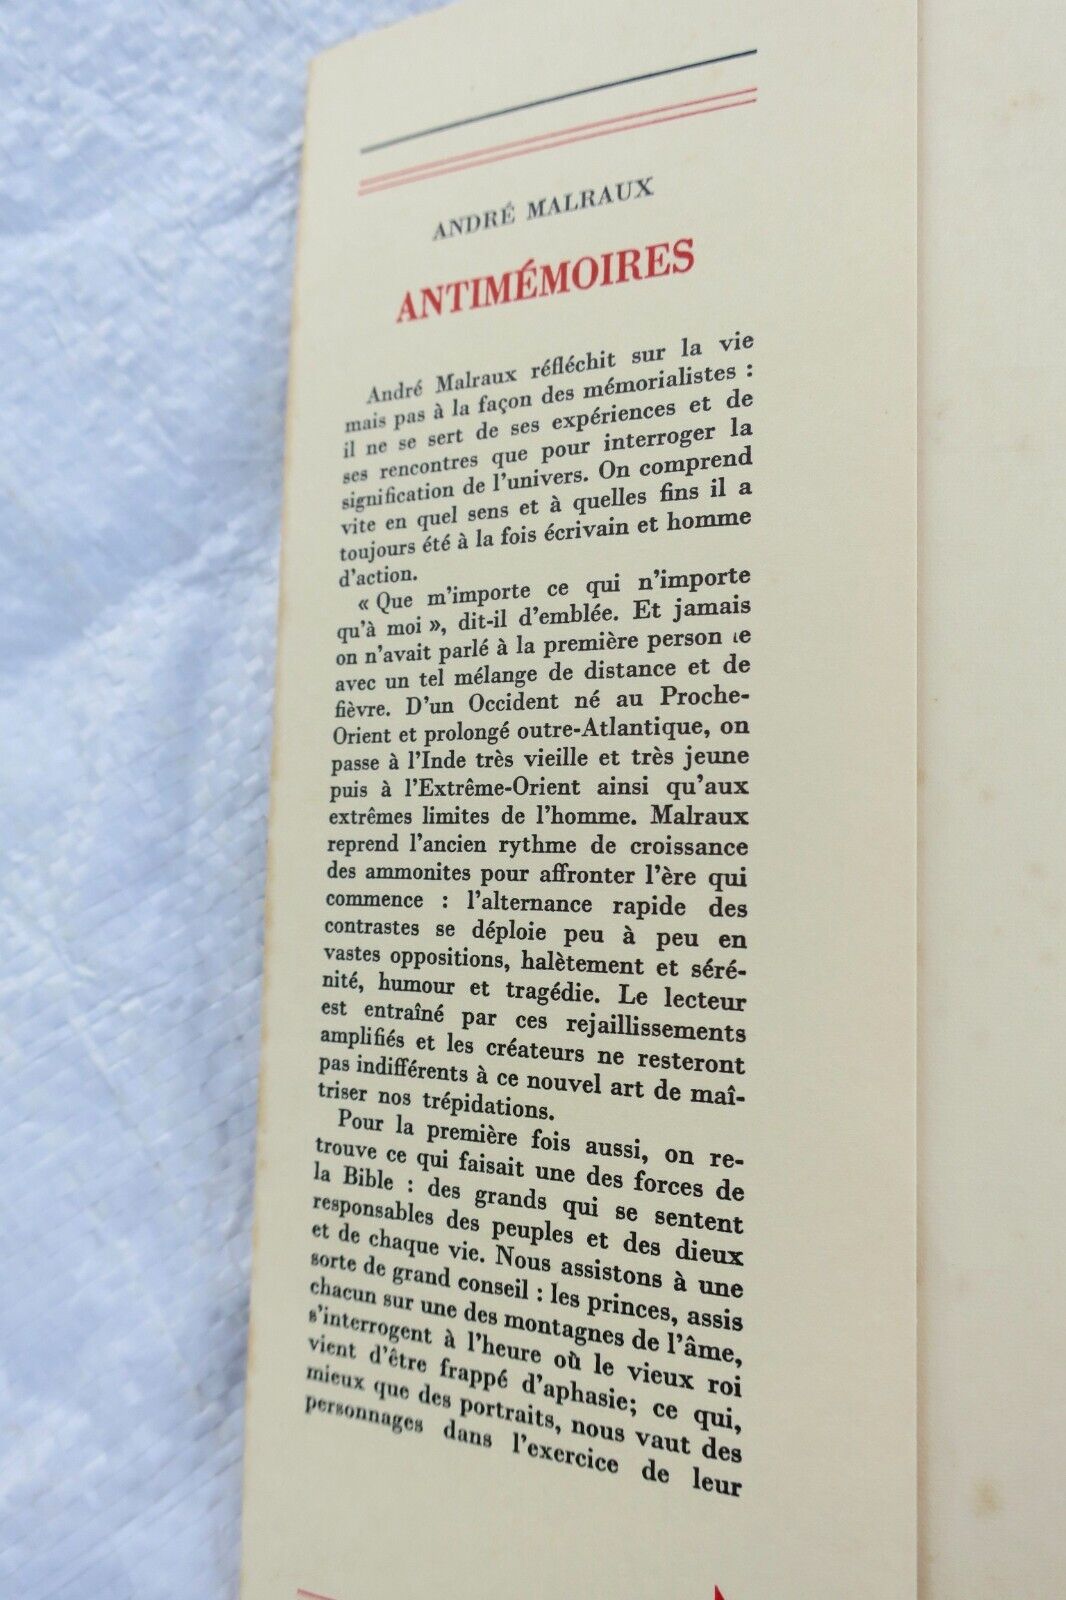 ANDRÉ MALRAUX
ANTIMÉMOIRES
André Malraux réfléchit sur la vie
mais pas à la façon des mémorialistes :
il ne se sert de ses expériences et de
ses rencontres que pour interroger la
signification de l'univers. On comprend
vite en quel sens et à quelles fins il a
toujours été à la fois écrivain et homme
d'action.
« Que m'importe ce qui n'importe
qu'à moi », dit-il d'emblée. Et jamais
on n'avait parlé à la première personne
avec un tel mélange de distance et de
fièvre. D'un Occident né au Proche-
Orient et prolongé outre-Atlantique, on
passe à l'Inde très vieille et très jeune
puis à l'Extrême-Orient ainsi qu'aux
extrêmes limites de l'homme. Malraux
reprend l'ancien rythme de croissance
des ammonites pour affronter l'ère qui
commence : l'alternance rapide des
contrastes se déploie peu à peu en
vastes oppositions, halètement et séré-
nité, humour et tragédie. Le lecteur
est entraîné par ces rejaillissements
amplifiés et les créateurs ne resteront
pas indifférents à ce nouvel art de maî-
triser nos trépidations.
Pour la première fois aussi, on re-
trouve ce qui faisait une des forces de
la Bible : des grands qui se sentent
responsables des peuples et des dieux
et de chaque vie. Nous assistons à une
sorte de grand conseil : les princes, assis
chacun sur une des montagnes de l'âme,
s'interrogent à l'heure où le vieux roi
vient d'être frappé d'aphasie; ce qui,
mieux que des portraits, nous vaut des
personnages dans l'exercice de leur